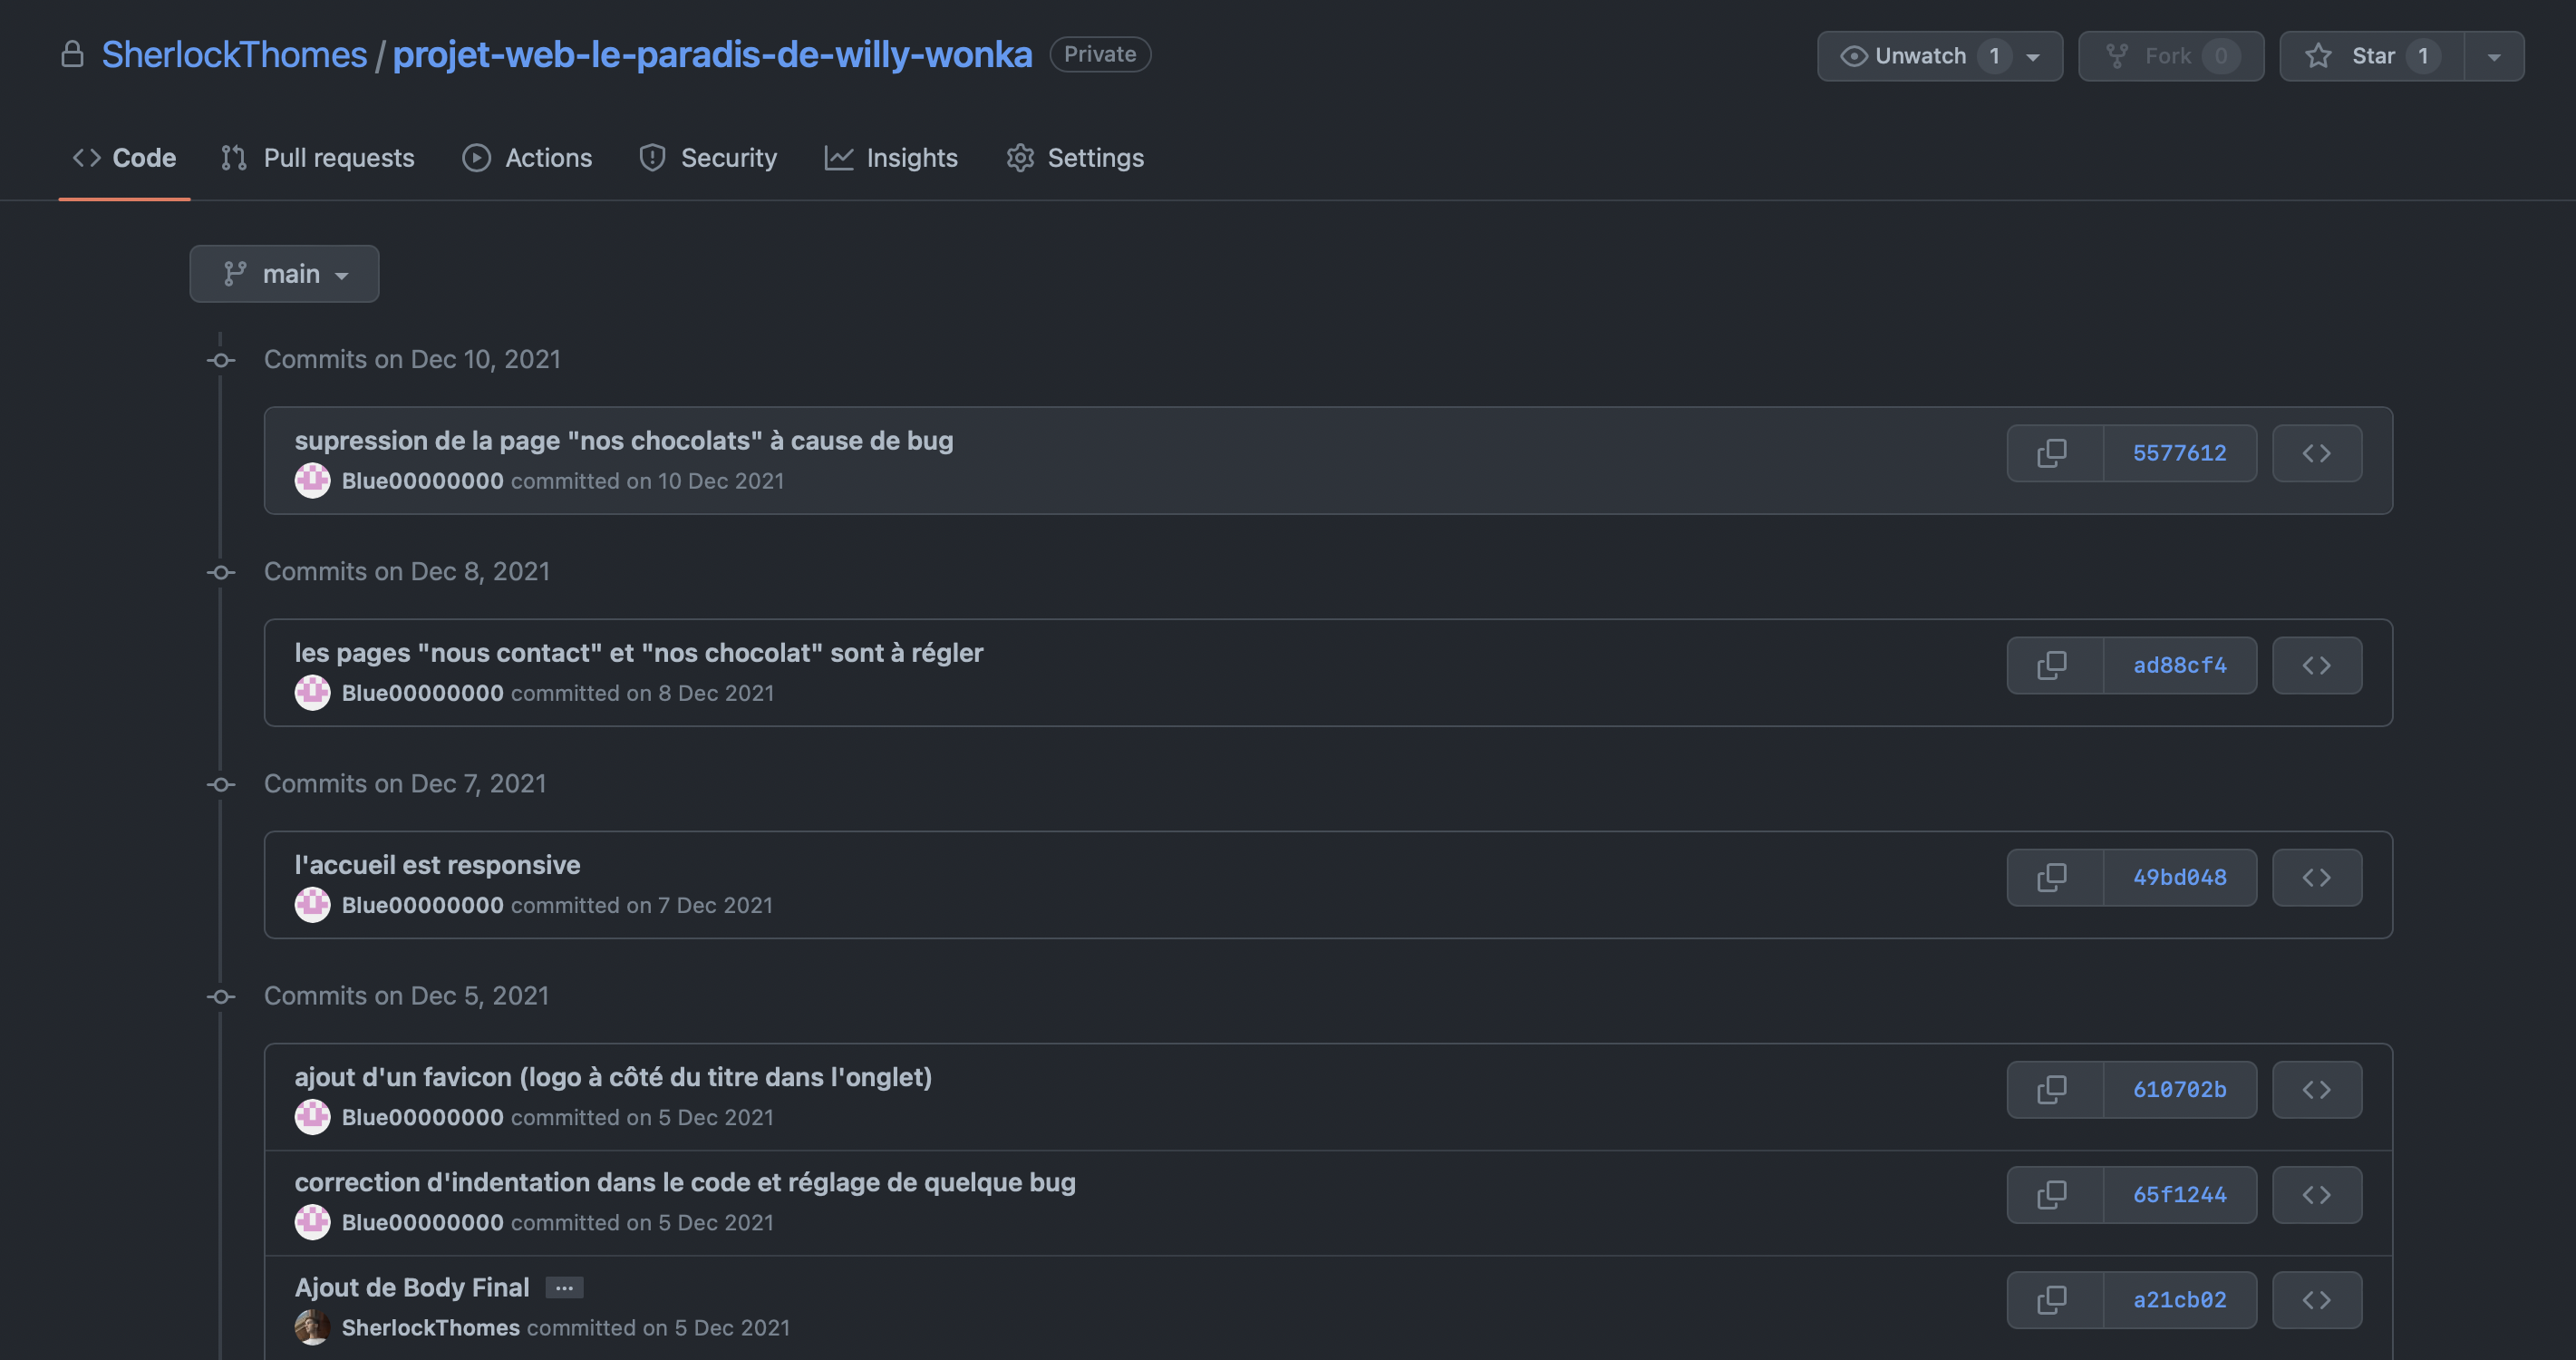 SherlockThomes / projet-web-le-paradis-de-willy-wonka Private Unwatch 1 Fork 0 Star 1
Code Pull requests Actions Security Insights Settings
main
Commits on Dec 10, 2021
supression de la page "nos chocolats" à cause de bug
5577612
Blue00000000 committed on 10 Dec 2021
Commits on Dec 8, 2021
les pages "nous contact" et "nos chocolat" sont à régler
ad88cf4
Blue00000000 committed on 8 Dec 2021
Commits on Dec 7, 2021
l'accueil est responsive
49bd048
Blue00000000 committed on 7 Dec 2021
Commits on Dec 5, 2021
ajout d'un favicon (logo à côté du titre dans l'onglet)
610702b
Blue00000000 committed on 5 Dec 2021
correction d'indentation dans le code et réglage de quelque bug
65f1244
Blue00000000 committed on 5 Dec 2021
Ajout de Body Final ...
a21cb02
SherlockThomes committed on 5 Dec 2021